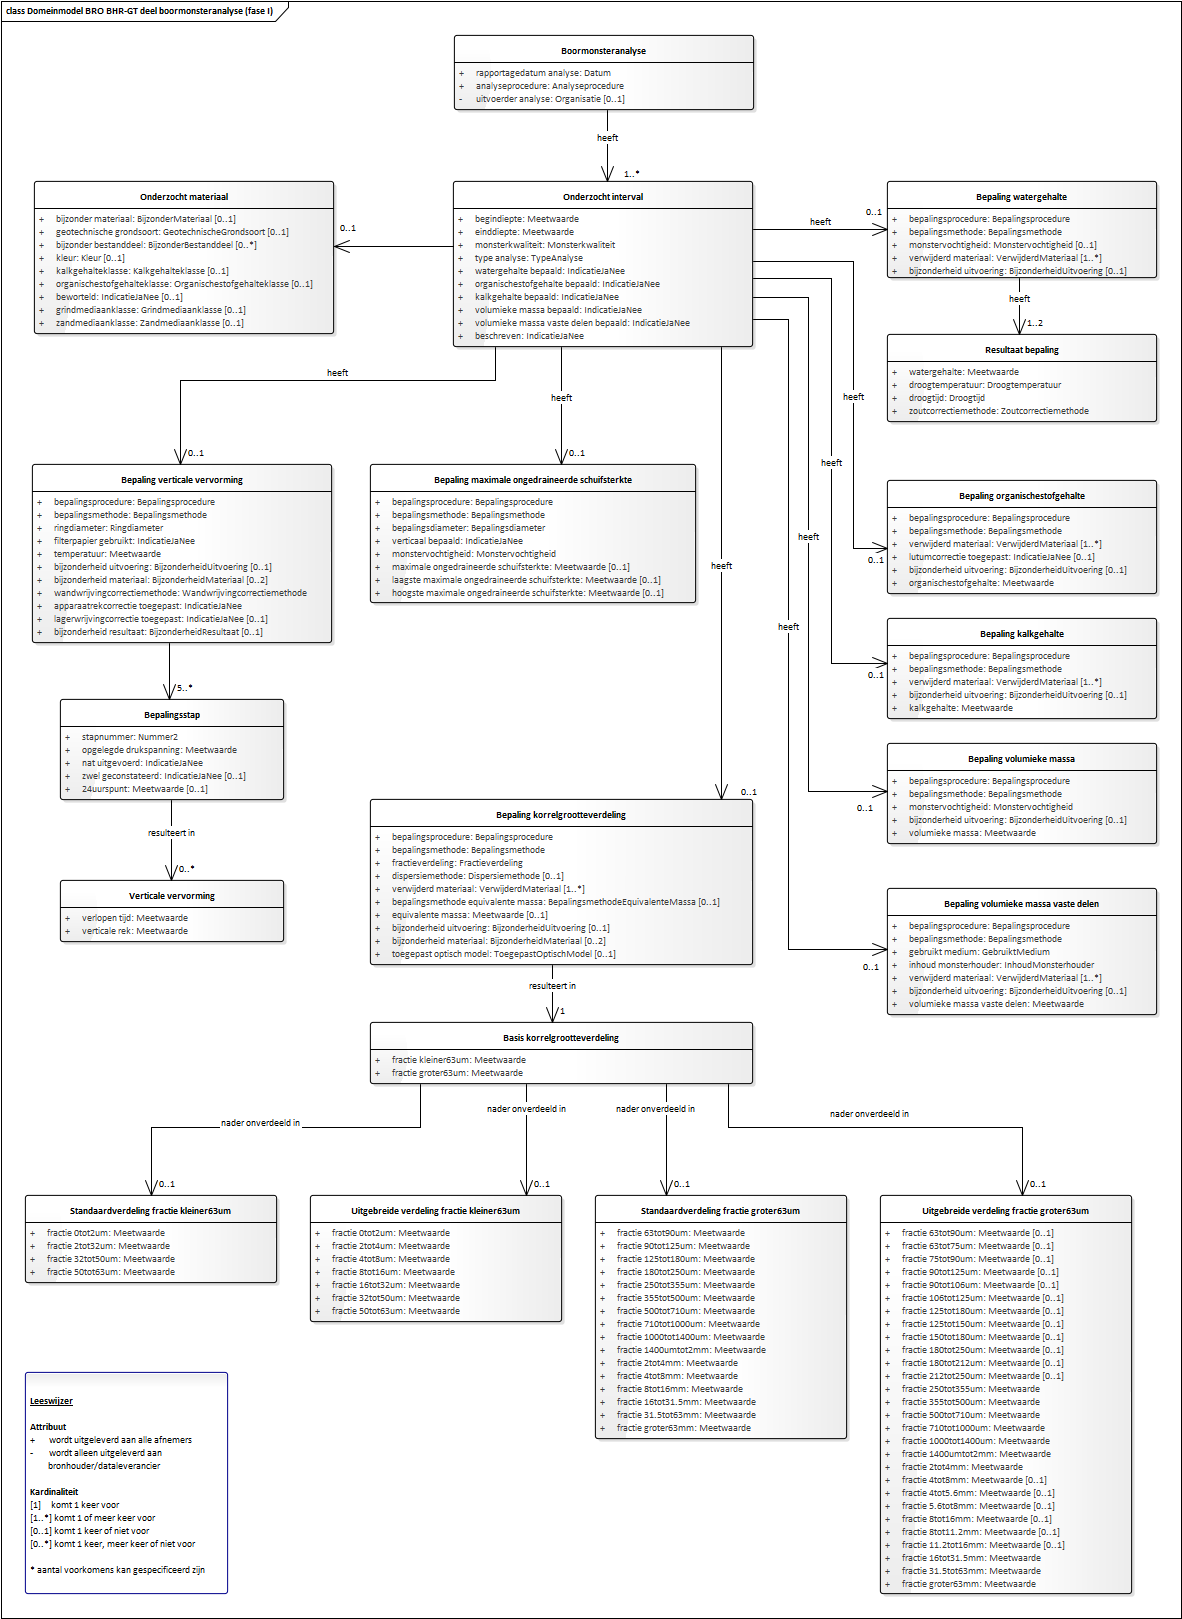 class Domeinmodel BRO BHR-GT deel boormonsteranalyse (fase I)
Boormonsteranalyse
+ rapportagedatum analyse: Datum
+ analyseprocedure: Analyseprocedure
- uitvoerder analyse: Organisatie [0..1]
heeft
1..*
Onderzocht materiaal
+ bijzonder materiaal: BijzonderMateriaal [0..1]
+ geotechnische grondsoort: GeotechnischeGrondsoort [0..1]
+ bijzonder bestanddeel: BijzonderBestanddeel [0..*]
+ kleur: Kleur [0..1]
+ kalkgehalteklasse: Kalkgehalteklasse [0..1]
+ organischestofgehalteklasse: Organischestofgehalteklasse [0..1]
+ beworteld: IndicatieJaNee [0..1]
+ grindmediaanklasse: Grindmediaanklasse [0..1]
+ zandmediaanklasse: Zandmediaanklasse [0..1]
0..1
Onderzocht interval
+ begindiepte: Meetwaarde
+ einddiepte: Meetwaarde
+ monsterkwaliteit: Monsterkwaliteit
+ type analyse: TypeAnalyse
+ watergehalte bepaald: IndicatieJaNee
+ organischestofgehalte bepaald: IndicatieJaNee
+ kalkgehalte bepaald: IndicatieJaNee
+ volumieke massa bepaald: IndicatieJaNee
+ volumieke massa vaste delen bepaald: IndicatieJaNee
+ beschreven: IndicatieJaNee
heeft
0..1
Bepaling watergehalte
+ bepalingsprocedure: Bepalingsprocedure
+ bepalingsmethode: Bepalingsmethode
+ monstervochtigheid: Monstervochtigheid [0..1]
+ verwijderd materiaal: VerwijderdMateriaal [1..*]
+ bijzonderheid uitvoering: BijzonderheidUitvoering [0..1]
heeft
1..2
Resultaat bepaling
+ watergehalte: Meetwaarde
+ droogtemperatuur: Droogtemperatuur
+ droogtijd: Droogtijd
+ zoutcorrectiemethode: Zoutcorrectiemethode
heeft
0..1
Bepaling verticale vervorming
+ bepalingsprocedure: Bepalingsprocedure
+ bepalingsmethode: Bepalingsmethode
+ ringdiameter: Ringdiameter
+ filterpapier gebruikt: IndicatieJaNee
+ temperatuur: Meetwaarde
+ bijzonderheid uitvoering: BijzonderheidUitvoering [0..1]
+ bijzonderheid materiaal: BijzonderheidMateriaal [0..2]
+ wandwrijvingcorrectiemethode: Wandwrijvingcorrectiemethode
+ apparaatrekcorrectie toegepast: IndicatieJaNee
+ lagerwrijvingcorrectie toegepast: IndicatieJaNee [0..1]
+ bijzonderheid resultaat: BijzonderheidResultaat [0..1]
heeft
0..1
Bepaling maximale ongedraineerde schuifsterkte
+ bepalingsprocedure: Bepalingsprocedure
+ bepalingsmethode: Bepalingsmethode
+ bepalingsdiameter: Bepalingsdiameter
+ verticaal bepaald: IndicatieJaNee
+ monstervochtigheid: Monstervochtigheid
+ maximale ongedraineerde schuifsterkte: Meetwaarde [0..1]
+ laagste maximale ongedraineerde schuifsterkte: Meetwaarde [0..1]
+ hoogste maximale ongedraineerde schuifsterkte: Meetwaarde [0..1]
heeft
0..1
Bepaling organischestofgehalte
+ bepalingsprocedure: Bepalingsprocedure
+ bepalingsmethode: Bepalingsmethode
+ verwijderd materiaal: VerwijderdMateriaal [1..*]
+ lutumcorrectie toegepast: IndicatieJaNee [0..1]
+ bijzonderheid uitvoering: BijzonderheidUitvoering [0..1]
+ organischestofgehalte: Meetwaarde
heeft
0..1
Bepaling kalkgehalte
+ bepalingsprocedure: Bepalingsprocedure
+ bepalingsmethode: Bepalingsmethode
+ verwijderd materiaal: VerwijderdMateriaal [1..*]
+ bijzonderheid uitvoering: BijzonderheidUitvoering [0..1]
+ kalkgehalte: Meetwaarde
heeft
0..1
Bepaling volumieke massa
+ bepalingsprocedure: Bepalingsprocedure
+ bepalingsmethode: Bepalingsmethode
+ monstervochtigheid: Monstervochtigheid
+ bijzonderheid uitvoering: BijzonderheidUitvoering [0..1]
+ volumieke massa: Meetwaarde
heeft
0..1
Bepaling volumieke massa vaste delen
+ bepalingsprocedure: Bepalingsprocedure
+ bepalingsmethode: Bepalingsmethode
+ gebruikt medium: GebruiktMedium
+ inhoud monsterhouder: InhoudMonsterhouder
+ verwijderd materiaal: VerwijderdMateriaal [1..*]
+ bijzonderheid uitvoering: BijzonderheidUitvoering [0..1]
+ volumieke massa vaste delen: Meetwaarde
5..*
Bepalingsstap
+ stapnummer: Nummer2
+ opgelegde drukspanning: Meetwaarde
+ nat uitgevoerd: IndicatieJaNee
+ zwel geconstateerd: IndicatieJaNee [0..1]
+ 24uurspunt: Meetwaarde [0..1]
resulteert in
0..*
Verticale vervorming
+ verlopen tijd: Meetwaarde
+ verticale rek: Meetwaarde
heeft
0..1
Bepaling korrelgrootteverdeling
+ bepalingsprocedure: Bepalingsprocedure
+ bepalingsmethode: Bepalingsmethode
+ fractieverdeling: Fractieverdeling
+ dispersiemethode: Dispersiemethode [0..1]
+ verwijderd materiaal: VerwijderdMateriaal [1..*]
+ bepalingsmethode equivalente massa: BepalingsmethodeEquivalenteMassa [0..1]
+ equivalente massa: Meetwaarde [0..1]
+ bijzonderheid uitvoering: BijzonderheidUitvoering [0..1]
+ bijzonderheid materiaal: BijzonderheidMateriaal [0..2]
+ toegepast optisch model: ToegepastOptischModel [0..1]
resulteert in
1
Basis korrelgrootteverdeling
+ fractie kleiner63um: Meetwaarde
+ fractie groter63um: Meetwaarde
nader onverdeeld in
0..1
nader onverdeeld in
0..1
nader onverdeeld in
0..1
nader onverdeeld in
0..1
Standaardverdeling fractie kleiner63um
+ fractie 0tot2um: Meetwaarde
+ fractie 2tot32um: Meetwaarde
+ fractie 32tot50um: Meetwaarde
+ fractie 50tot63um: Meetwaarde
Uitgebreide verdeling fractie kleiner63um
+ fractie 0tot2um: Meetwaarde
+ fractie 2tot4um: Meetwaarde
+ fractie 4tot8um: Meetwaarde
+ fractie 8tot16um: Meetwaarde
+ fractie 16tot32um: Meetwaarde
+ fractie 32tot50um: Meetwaarde
+ fractie 50tot63um: Meetwaarde
Standaardverdeling fractie groter63um
+ fractie 63tot90um: Meetwaarde
+ fractie 90tot125um: Meetwaarde
+ fractie 125tot180um: Meetwaarde
+ fractie 180tot250um: Meetwaarde
+ fractie 250tot355um: Meetwaarde
+ fractie 355tot500um: Meetwaarde
+ fractie 500tot710um: Meetwaarde
+ fractie 710tot1000um: Meetwaarde
+ fractie 1000tot1400um: Meetwaarde
+ fractie 1400umtot2mm: Meetwaarde
+ fractie 2tot4mm: Meetwaarde
+ fractie 4tot8mm: Meetwaarde
+ fractie 8tot16mm: Meetwaarde
+ fractie 16tot31.5mm: Meetwaarde
+ fractie 31.5tot63mm: Meetwaarde
+ fractie groter63mm: Meetwaarde
Uitgebreide verdeling fractie groter63um
+ fractie 63tot90um: Meetwaarde [0..1]
+ fractie 63tot75um: Meetwaarde [0..1]
+ fractie 75tot90um: Meetwaarde [0..1]
+ fractie 90tot125um: Meetwaarde [0..1]
+ fractie 90tot106um: Meetwaarde [0..1]
+ fractie 106tot125um: Meetwaarde [0..1]
+ fractie 125tot180um: Meetwaarde [0..1]
+ fractie 125tot150um: Meetwaarde [0..1]
+ fractie 150tot180um: Meetwaarde [0..1]
+ fractie 180tot250um: Meetwaarde [0..1]
+ fractie 180tot212um: Meetwaarde [0..1]
+ fractie 212tot250um: Meetwaarde [0..1]
+ fractie 250tot355um: Meetwaarde
+ fractie 355tot500um: Meetwaarde
+ fractie 500tot710um: Meetwaarde
+ fractie 710tot1000um: Meetwaarde
+ fractie 1000tot1400um: Meetwaarde
+ fractie 1400umtot2mm: Meetwaarde
+ fractie 2tot4mm: Meetwaarde
+ fractie 4tot8mm: Meetwaarde [0..1]
+ fractie 4tot5.6mm: Meetwaarde [0..1]
+ fractie 5.6tot8mm: Meetwaarde [0..1]
+ fractie 8tot16mm: Meetwaarde [0..1]
+ fractie 8tot11.2mm: Meetwaarde [0..1]
+ fractie 11.2tot16mm: Meetwaarde [0..1]
+ fractie 16tot31.5mm: Meetwaarde
+ fractie 31.5tot63mm: Meetwaarde
+ fractie groter63mm: Meetwaarde
Leeswijzer
Attribuut
+ wordt uitgeleverd aan alle afnemers
- wordt alleen uitgeleverd aan
bronhouder/dataleverancier
Kardinaliteit
[1] komt 1 keer voor
[1..*] komt 1 of meer keer voor
[0..1] komt 1 keer of niet voor
[0..*] komt 1 keer, meer keer of niet voor
* aantal voorkomens kan gespecificeerd zijn